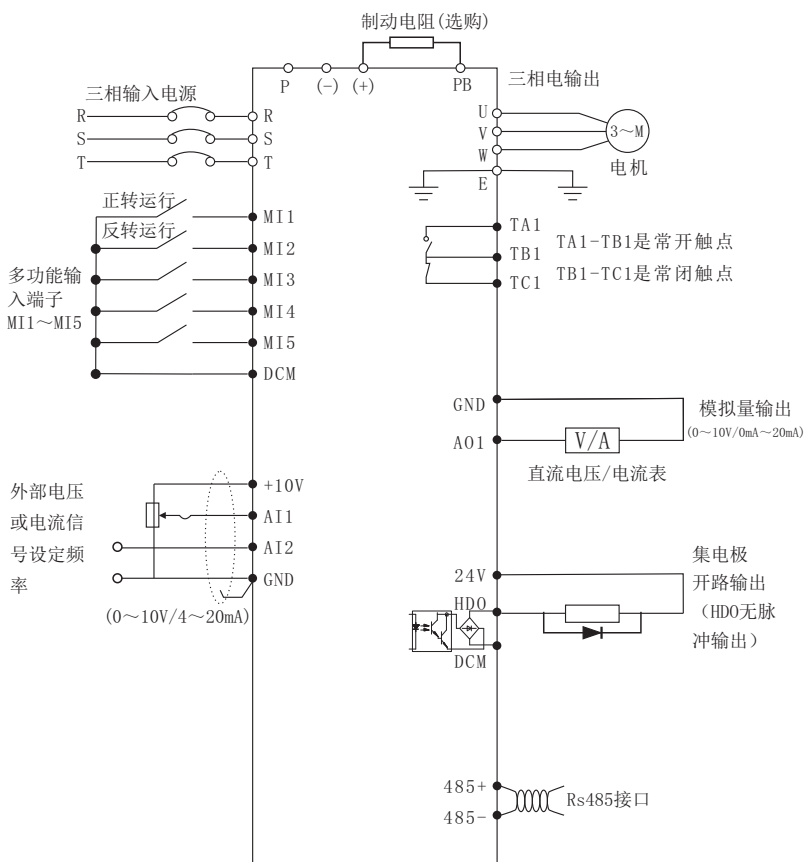 制动电阻(选购)
P (-) (+) PB
三相输入电源
R R
S S
T T
三相电输出
U
V
W
E
3～M
电机
正转运行
MI1
反转运行
MI2
MI3
MI4
MI5
DCM
多功能输
入端子
MI1～MI5
TA1
TB1
TC1
TA1-TB1是常开触点
TB1-TC1是常闭触点
GND
AO1
V/A
模拟量输出
(0～10V/0mA～20mA)
直流电压/电流表
外部电压
或电流信
号设定频
率
+10V
AI1
AI2
GND
(0～10V/4～20mA)
24V
HDO
DCM
集电极
开路输出
（HDO无脉
冲输出）
485+
485-
Rs485接口